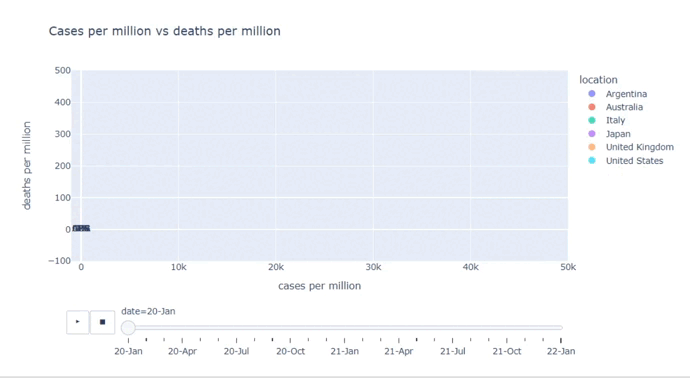 Cases per million vs deaths per million
500
400
300
200
100
0
−100
deaths per million
0 10k 20k 30k 40k 50k
cases per million
location
Argentina
Australia
Italy
Japan
United Kingdom
United States
date=20-Jan
20-Jan 20-Apr 20-Jul 20-Oct 21-Jan 21-Apr 21-Jul 21-Oct 22-Jan